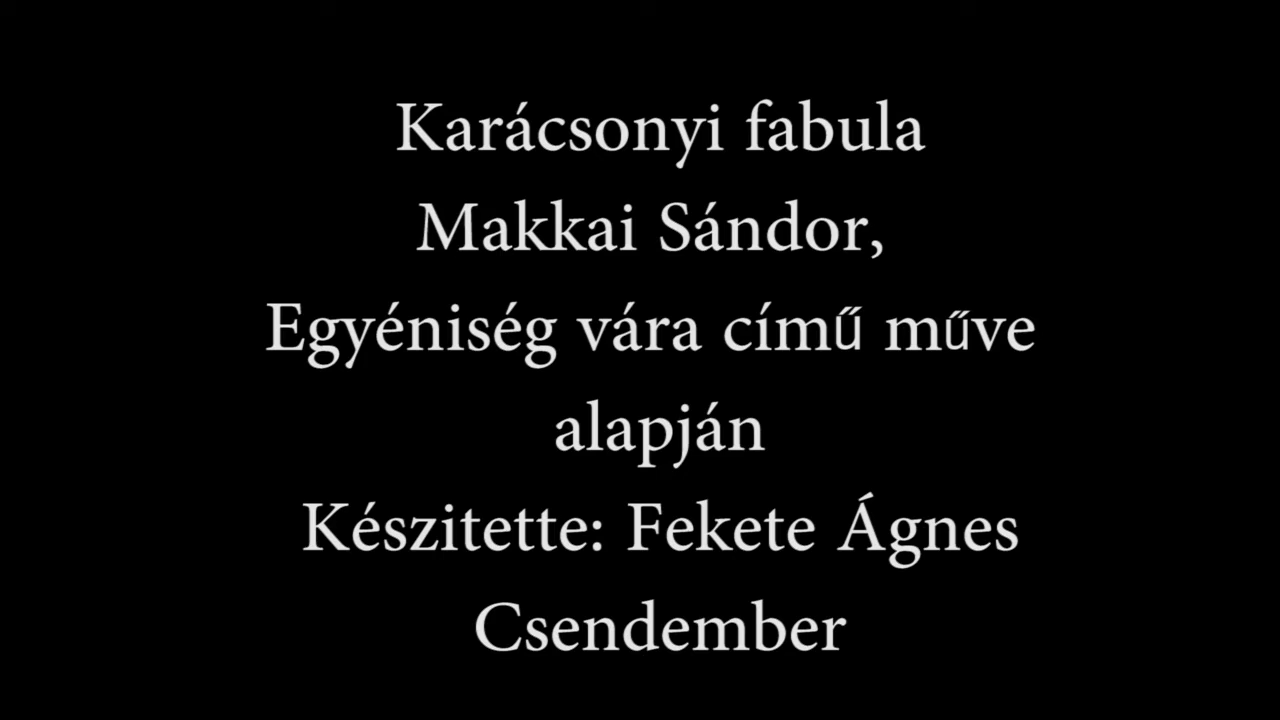 Karácsonyi fabula
Makkai Sándor,
Egyéniség vára című műve
alapján
Készitette: Fekete Ágnes
Csendember